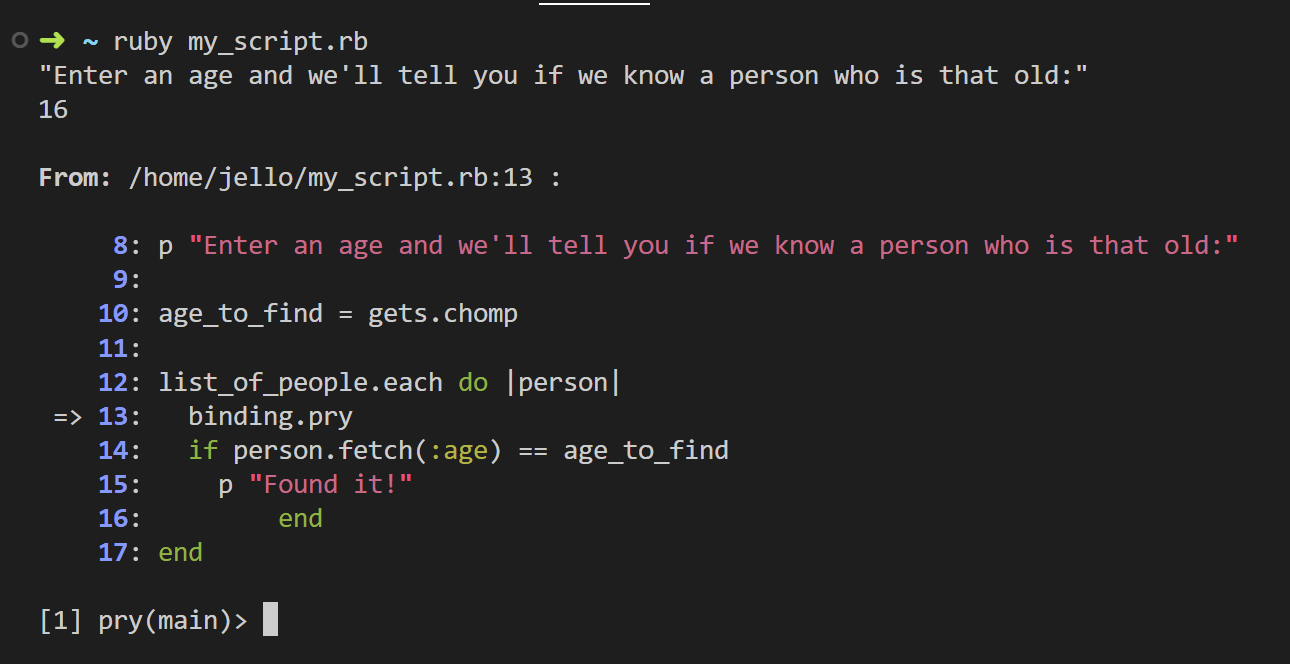 ○ ➜ ~ ruby my_script.rb
"Enter an age and we'll tell you if we know a person who is that old:"
16
From: /home/jello/my_script.rb:13 :
8: p "Enter an age and we'll tell you if we know a person who is that old:"
9:
10: age_to_find = gets.chomp
11:
12: list_of_people.each do |person|
=> 13:   binding.pry
14:   if person.fetch(:age) == age_to_find
15:     p "Found it!"
16:         end
17: end
[1] pry(main)>